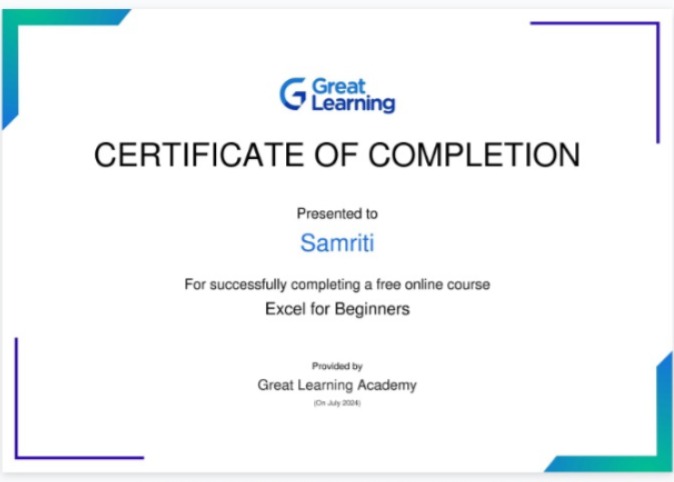 Great
Learning
CERTIFICATE OF COMPLETION
Presented to
Samriti
For successfully completing a free online course
Excel for Beginners
Provided by
Great Learning Academy
(On July 2024)